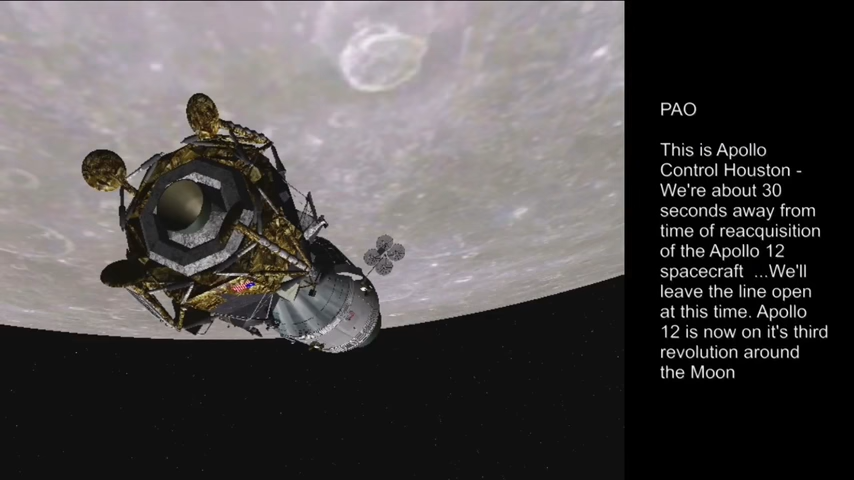 PAO
This is Apollo
Control Houston -
We're about 30
seconds away from
time of reacquisition
of the Apollo 12
spacecraft ...We'll
leave the line open
at this time. Apollo
12 is now on it's third
revolution around
the Moon